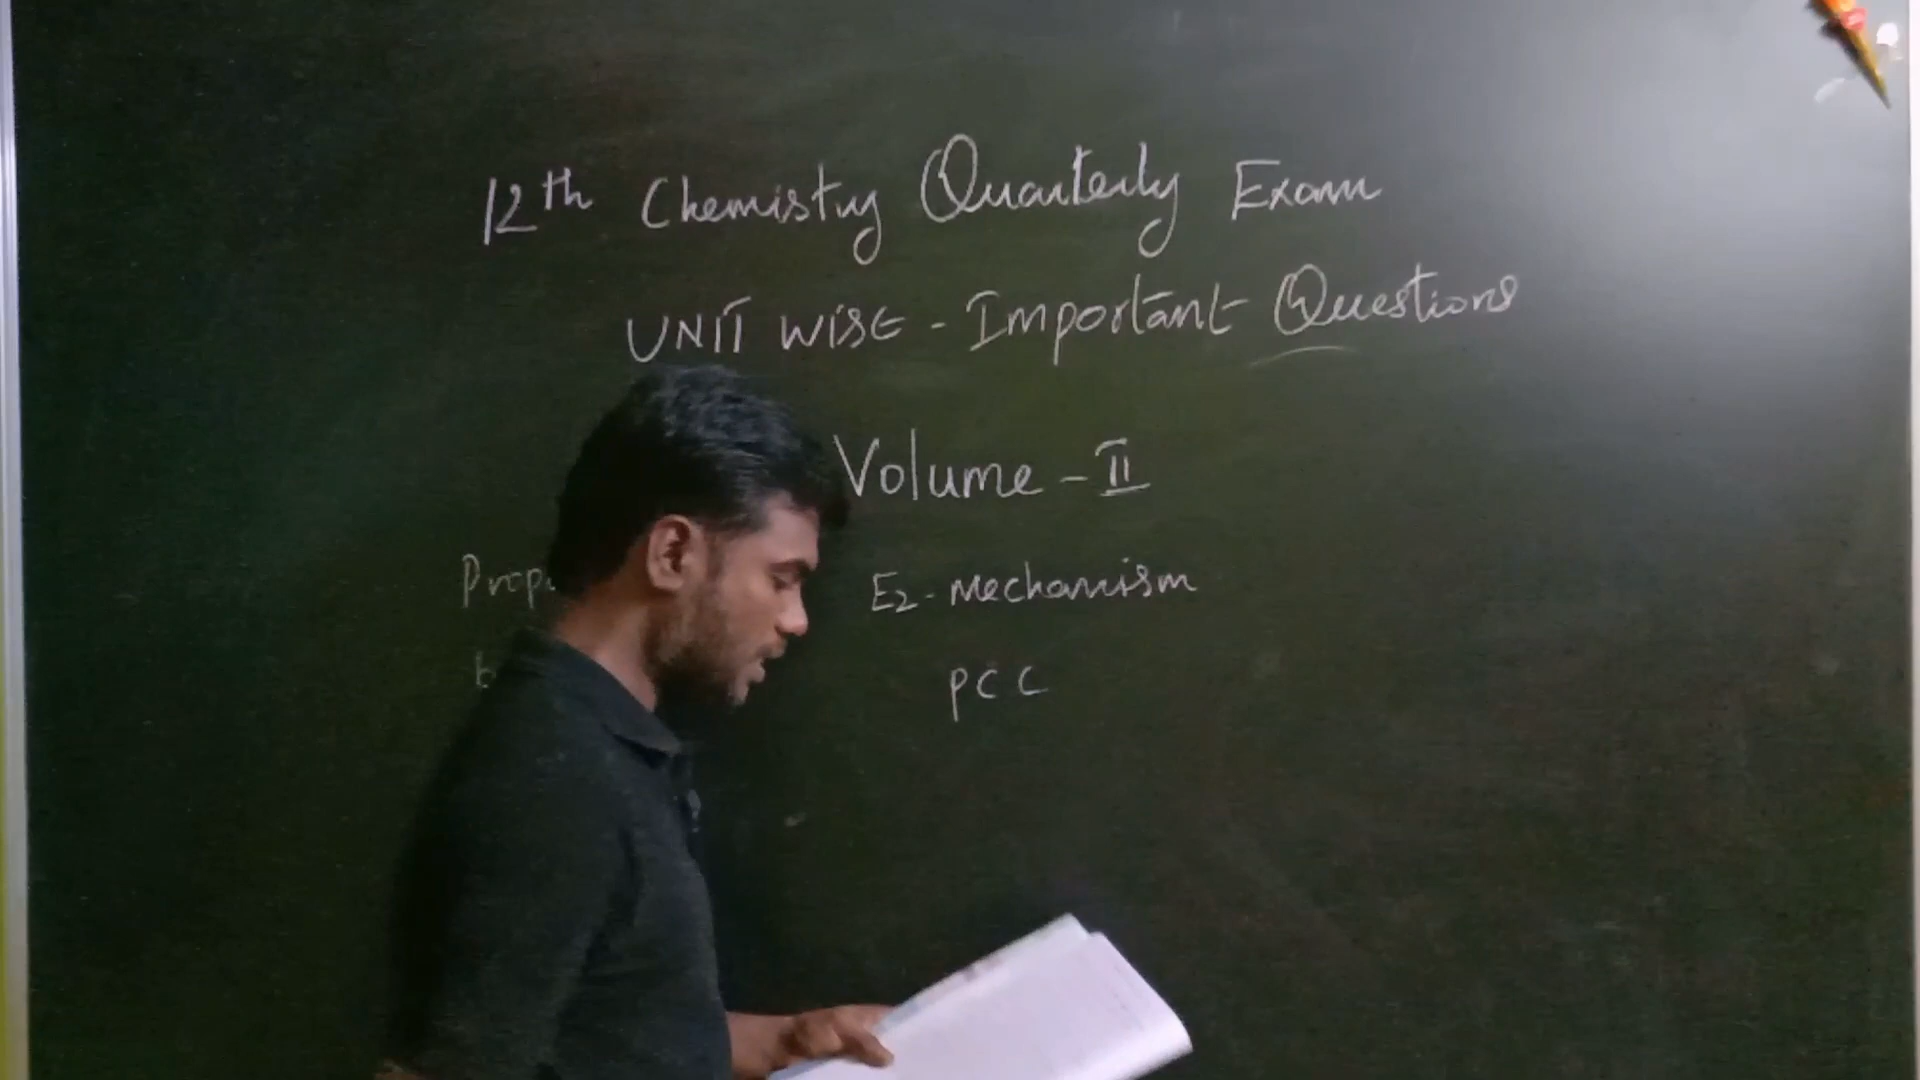 12th Chemistry Quarterly Exam
UNIT WISE - Important Questions
Volume - II
E2 - Mechanism
PCC